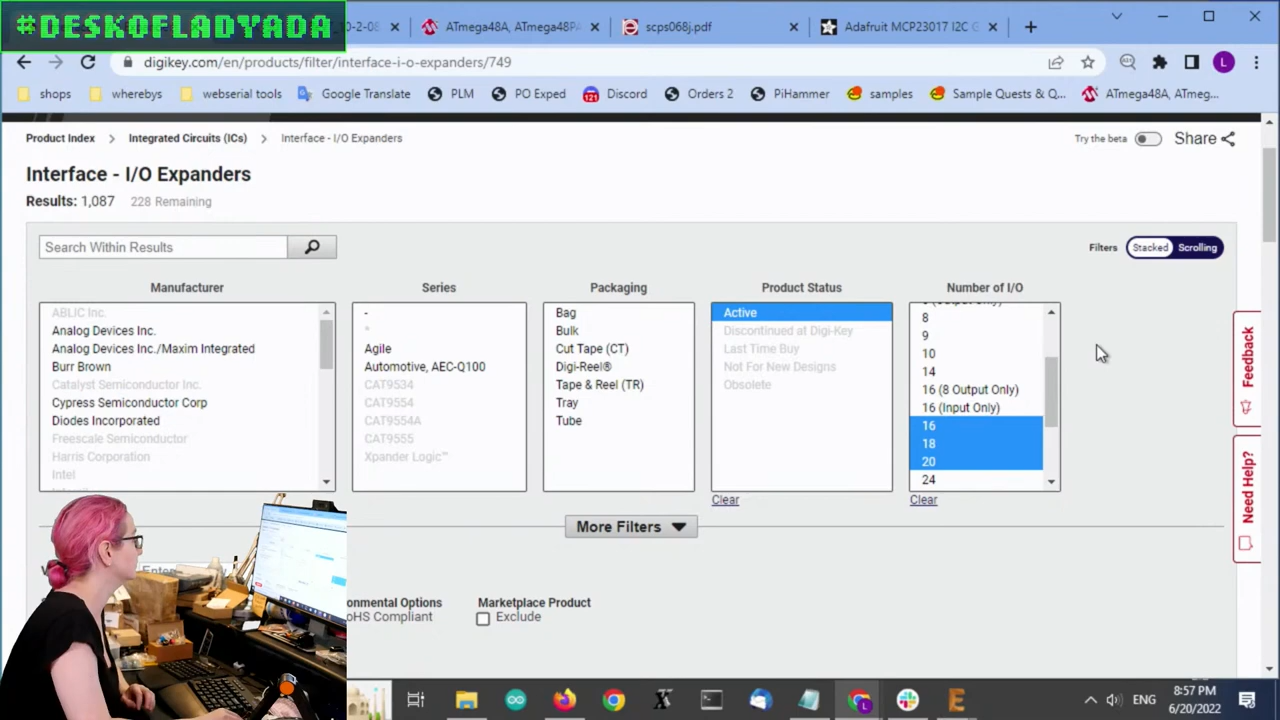 #DESKOFLADYADA
ATmega48A, ATmega48PA
scps068j.pdf
Adafruit MCP23017 I2C G
digikey.com/en/products/filter/interface-i-o-expanders/749
shops
wherebys
webserial tools
Google Translate
PLM
PO Exped
Discord
Orders 2
PiHammer
samples
Sample Quests & Q...
ATmega48A, ATmeg...
Product Index
Integrated Circuits (ICs)
Interface - I/O Expanders
Try the beta
Share
Interface - I/O Expanders
Results: 1,087
228 Remaining
Search Within Results
Filters
Stacked
Scrolling
Manufacturer
ABLIC Inc.
Analog Devices Inc.
Analog Devices Inc./Maxim Integrated
Burr Brown
Catalyst Semiconductor Inc.
Cypress Semiconductor Corp
Diodes Incorporated
Freescale Semiconductor
Harris Corporation
Intel
Series
-
*
Agile
Automotive, AEC-Q100
CAT9534
CAT9554
CAT9554A
CAT9555
Xpander Logic™
Packaging
Bag
Bulk
Cut Tape (CT)
Digi-Reel®
Tape & Reel (TR)
Tray
Tube
Product Status
Active
Discontinued at Digi-Key
Last Time Buy
Not For New Designs
Obsolete
Clear
Number of I/O
8
9
10
14
16 (8 Output Only)
16 (Input Only)
16
18
20
24
Clear
Feedback
Need Help?
More Filters
onmental Options
oHS Compliant
Marketplace Product
Exclude
ENG
8:57 PM
6/20/2022